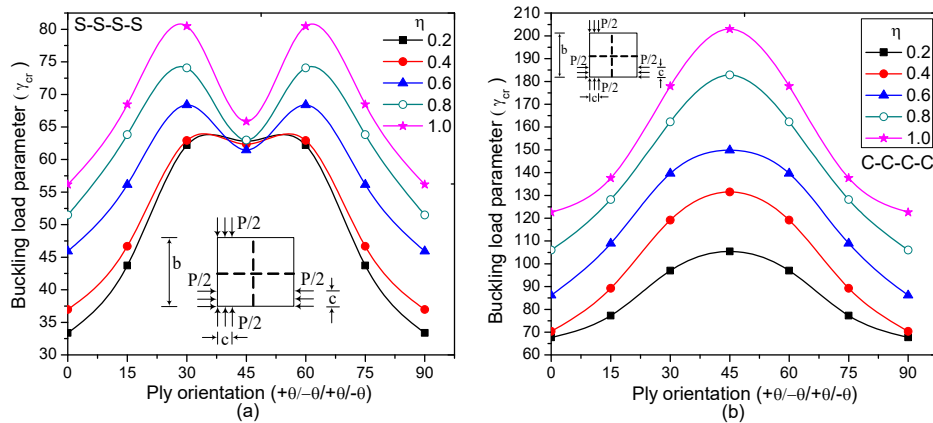 S-S-S-S
η
0.2
0.4
0.6
0.8
1.0
80
75
70
65
60
55
50
45
40
35
30
Buckling load parameter (γcr)
P/2
b
P/2
P/2
c
P/2
c
0
15
30
45
60
75
90
Ply orientation (+θ/−θ/+θ/-θ)
(a)
P/2
b
P/2
P/2
c
P/2
c
η
0.2
0.4
0.6
0.8
1.0
C-C-C-C
210
200
190
180
170
160
150
140
130
120
110
100
90
80
70
60
Buckling load parameter (γcr)
0
15
30
45
60
75
90
Ply orientation (+θ/−θ/+θ/-θ)
(b)